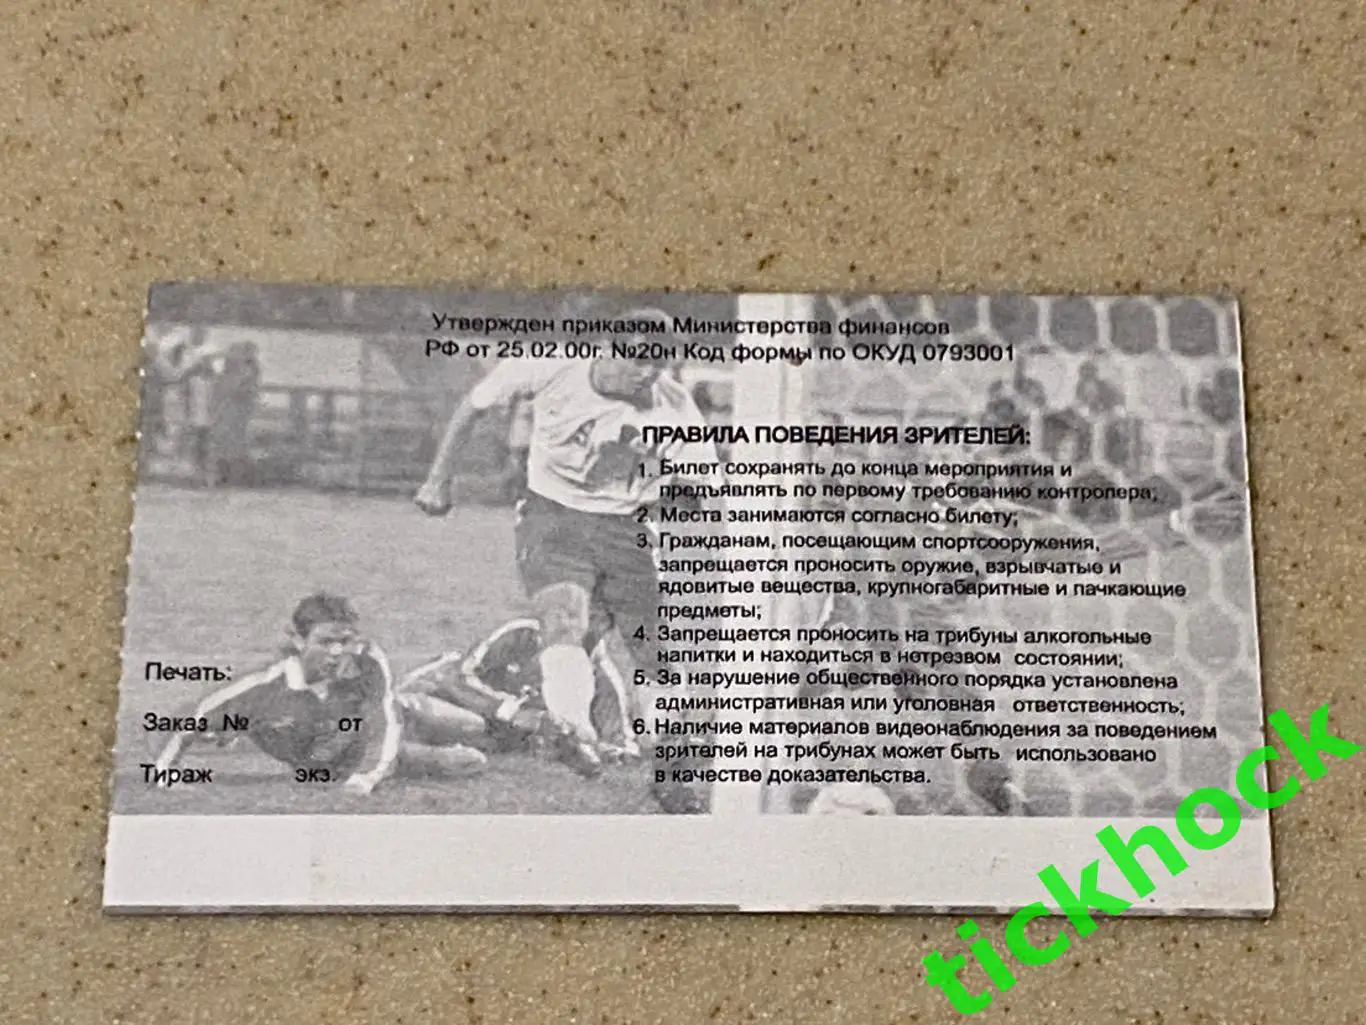 Утвержден приказом Министерства финансов
РФ от 25.02.00г. №20н Код формы по ОКУД 0793001
ПРАВИЛА ПОВЕДЕНИЯ ЗРИТЕЛЕЙ:
1. Билет сохранять до конца мероприятия и
предъявлять по первому требованию контролера;
2. Места занимаются согласно билету;
3. Гражданам, посещающим спортсооружения,
запрещается проносить оружие, взрывчатые и
ядовитые вещества, крупногабаритные и пачкающие
предметы;
4. Запрещается проносить на трибуны алкогольные
напитки и находиться в нетрезвом состоянии;
5. За нарушение общественного порядка установлена
административная или уголовная ответственность;
6. Наличие материалов видеонаблюдения за поведением
зрителей на трибунах может быть использовано
в качестве доказательства.
Печать:
Заказ № от
Тираж экз.
tickhock